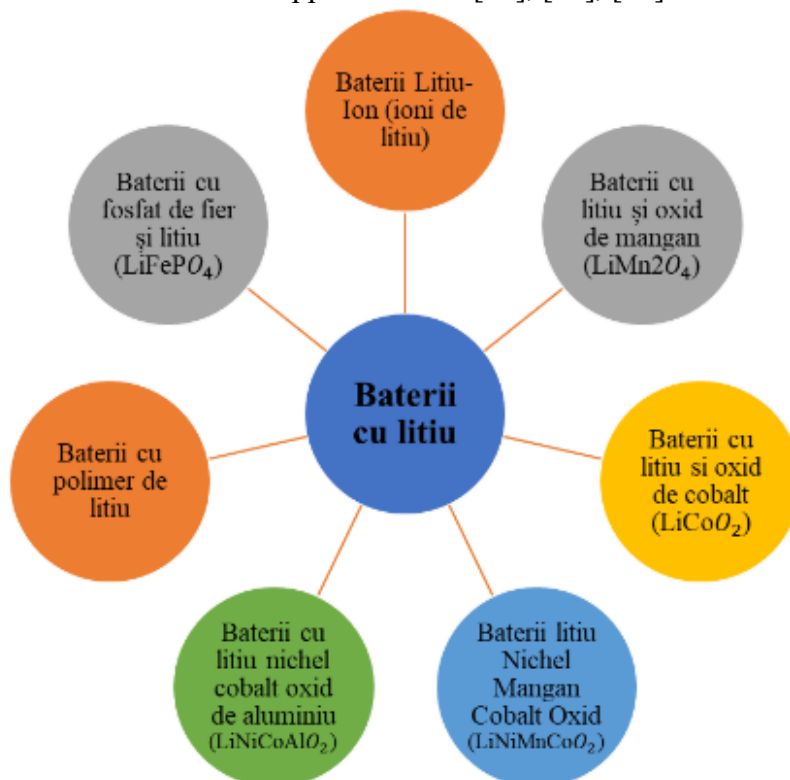 Baterii Litiu-
Ion (ioni de
litiu)
Baterii cu
litiu și oxid
de mangan
(LiMn2O₄)
Baterii cu
litiu si oxid
de cobalt
(LiCoO₂)
Baterii litiu
Nichel
Mangan
Cobalt Oxid
(LiNiMnCoO₂)
Baterii cu
litiu nichel
cobalt oxid
de aluminiu
(LiNiCoAlO₂)
Baterii cu
polimer de
litiu
Baterii cu
fosfat de fier
și litiu
(LiFePO₄)
Baterii
cu litiu